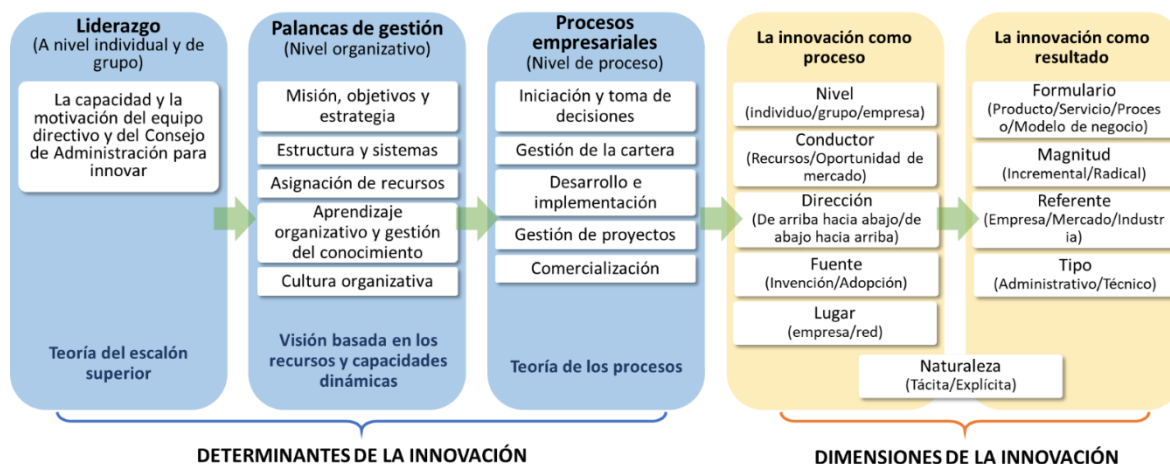 Liderazgo
(A nivel individual y de
grupo)
La capacidad y la
motivación del equipo
directivo y del Consejo
de Administración para
innovar
Teoría del escalón
superior
Palancas de gestión
(Nivel organizativo)
Misión, objetivos y
estrategia
Estructura y sistemas
Asignación de recursos
Aprendizaje
organizativo y gestión
del conocimiento
Cultura organizativa
Visión basada en los
recursos y capacidades
dinámicas
Procesos
empresariales
(Nivel de proceso)
Iniciación y toma de
decisiones
Gestión de la cartera
Desarrollo e
implementación
Gestión de proyectos
Comercialización
Teoría de los procesos
La innovación como
proceso
Nivel
(individuo/grupo/empresa)
Conductor
(Recursos/Oportunidad de
mercado)
Dirección
(De arriba hacia abajo/de
abajo hacia arriba)
Fuente
(Invención/Adopción)
Lugar
(empresa/red)
La innovación como
resultado
Formulario
(Producto/Servicio/Proces
o/Modelo de negocio)
Magnitud
(Incremental/Radical)
Referente
(Empresa/Mercado/Industr
ia)
Tipo
(Administrativo/Técnico)
Naturaleza
(Tácita/Explícita)
DETERMINANTES DE LA INNOVACIÓN
DIMENSIONES DE LA INNOVACIÓN